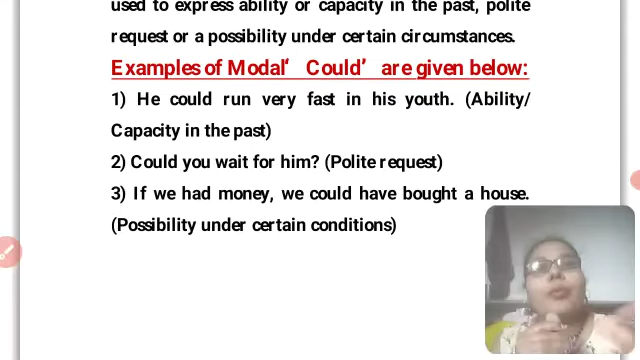 used to express ability or capacity in the past, polite
request or a possibility under certain circumstances.
Examples of Modal‘ Could’ are given below:
1) He could run very fast in his youth. (Ability/
Capacity in the past)
2) Could you wait for him? (Polite request)
3) If we had money, we could have bought a house.
(Possibility under certain conditions)